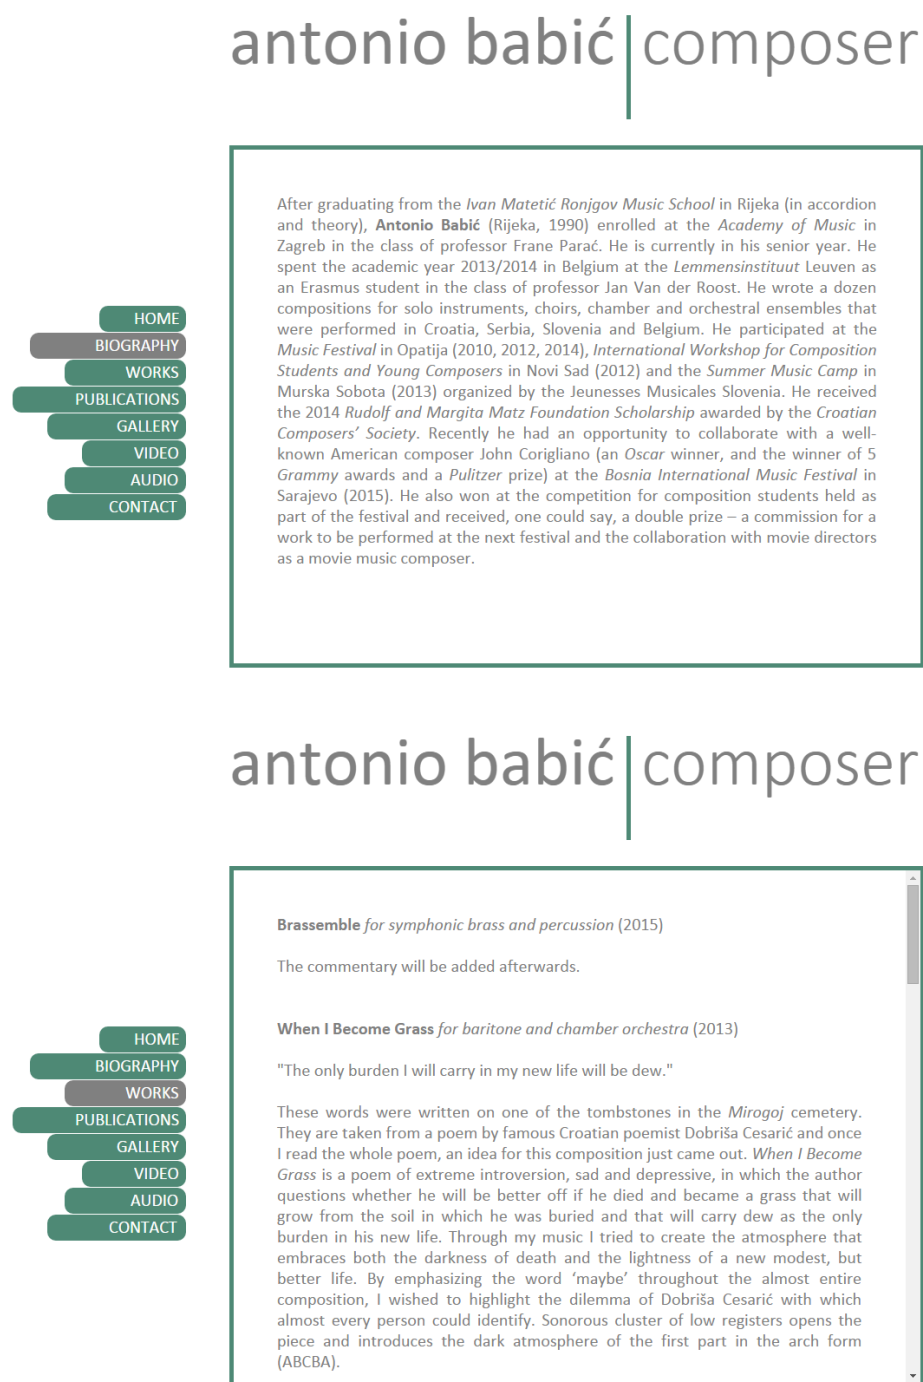 antonio babić composer
After graduating from the Ivan Matetić Ronjgov Music School in Rijeka (in accordion
and theory), Antonio Babić (Rijeka, 1990) enrolled at the Academy of Music in
Zagreb in the class of professor Frane Parać. He is currently in his senior year. He
spent the academic year 2013/2014 in Belgium at the Lemmensinstituut Leuven as
an Erasmus student in the class of professor Jan Van der Roost. He wrote a dozen
compositions for solo instruments, choirs, chamber and orchestral ensembles that
were performed in Croatia, Serbia, Slovenia and Belgium. He participated at the
Music Festival in Opatija (2010, 2012, 2014), International Workshop for Composition
Students and Young Composers in Novi Sad (2012) and the Summer Music Camp in
Murska Sobota (2013) organized by the Jeunesses Musicales Slovenia. He received
the 2014 Rudolf and Margita Matz Foundation Scholarship awarded by the Croatian
Composers' Society. Recently he had an opportunity to collaborate with a well-
known American composer John Corigliano (an Oscar winner, and the winner of 5
Grammy awards and a Pulitzer prize) at the Bosnia International Music Festival in
Sarajevo (2015). He also won at the competition for composition students held as
part of the festival and received, one could say, a double prize – a commission for a
work to be performed at the next festival and the collaboration with movie directors
as a movie music composer.
HOME
BIOGRAPHY
WORKS
PUBLICATIONS
GALLERY
VIDEO
AUDIO
CONTACT
antonio babić composer
Brassemble for symphonic brass and percussion (2015)
The commentary will be added afterwards.
When I Become Grass for baritone and chamber orchestra (2013)
"The only burden I will carry in my new life will be dew."
These words were written on one of the tombstones in the Mirogoj cemetery.
They are taken from a poem by famous Croatian poemist Dobriša Cesarić and once
I read the whole poem, an idea for this composition just came out. When I Become
Grass is a poem of extreme introversion, sad and depressive, in which the author
questions whether he will be better off if he died and became a grass that will
grow from the soil in which he was buried and that will carry dew as the only
burden in his new life. Through my music I tried to create the atmosphere that
embraces both the darkness of death and the lightness of a new modest, but
better life. By emphasizing the word 'maybe' throughout the almost entire
composition, I wished to highlight the dilemma of Dobriša Cesarić with which
almost every person could identify. Sonorous cluster of low registers opens the
piece and introduces the dark atmosphere of the first part in the arch form
(ABCBA).
HOME
BIOGRAPHY
WORKS
PUBLICATIONS
GALLERY
VIDEO
AUDIO
CONTACT